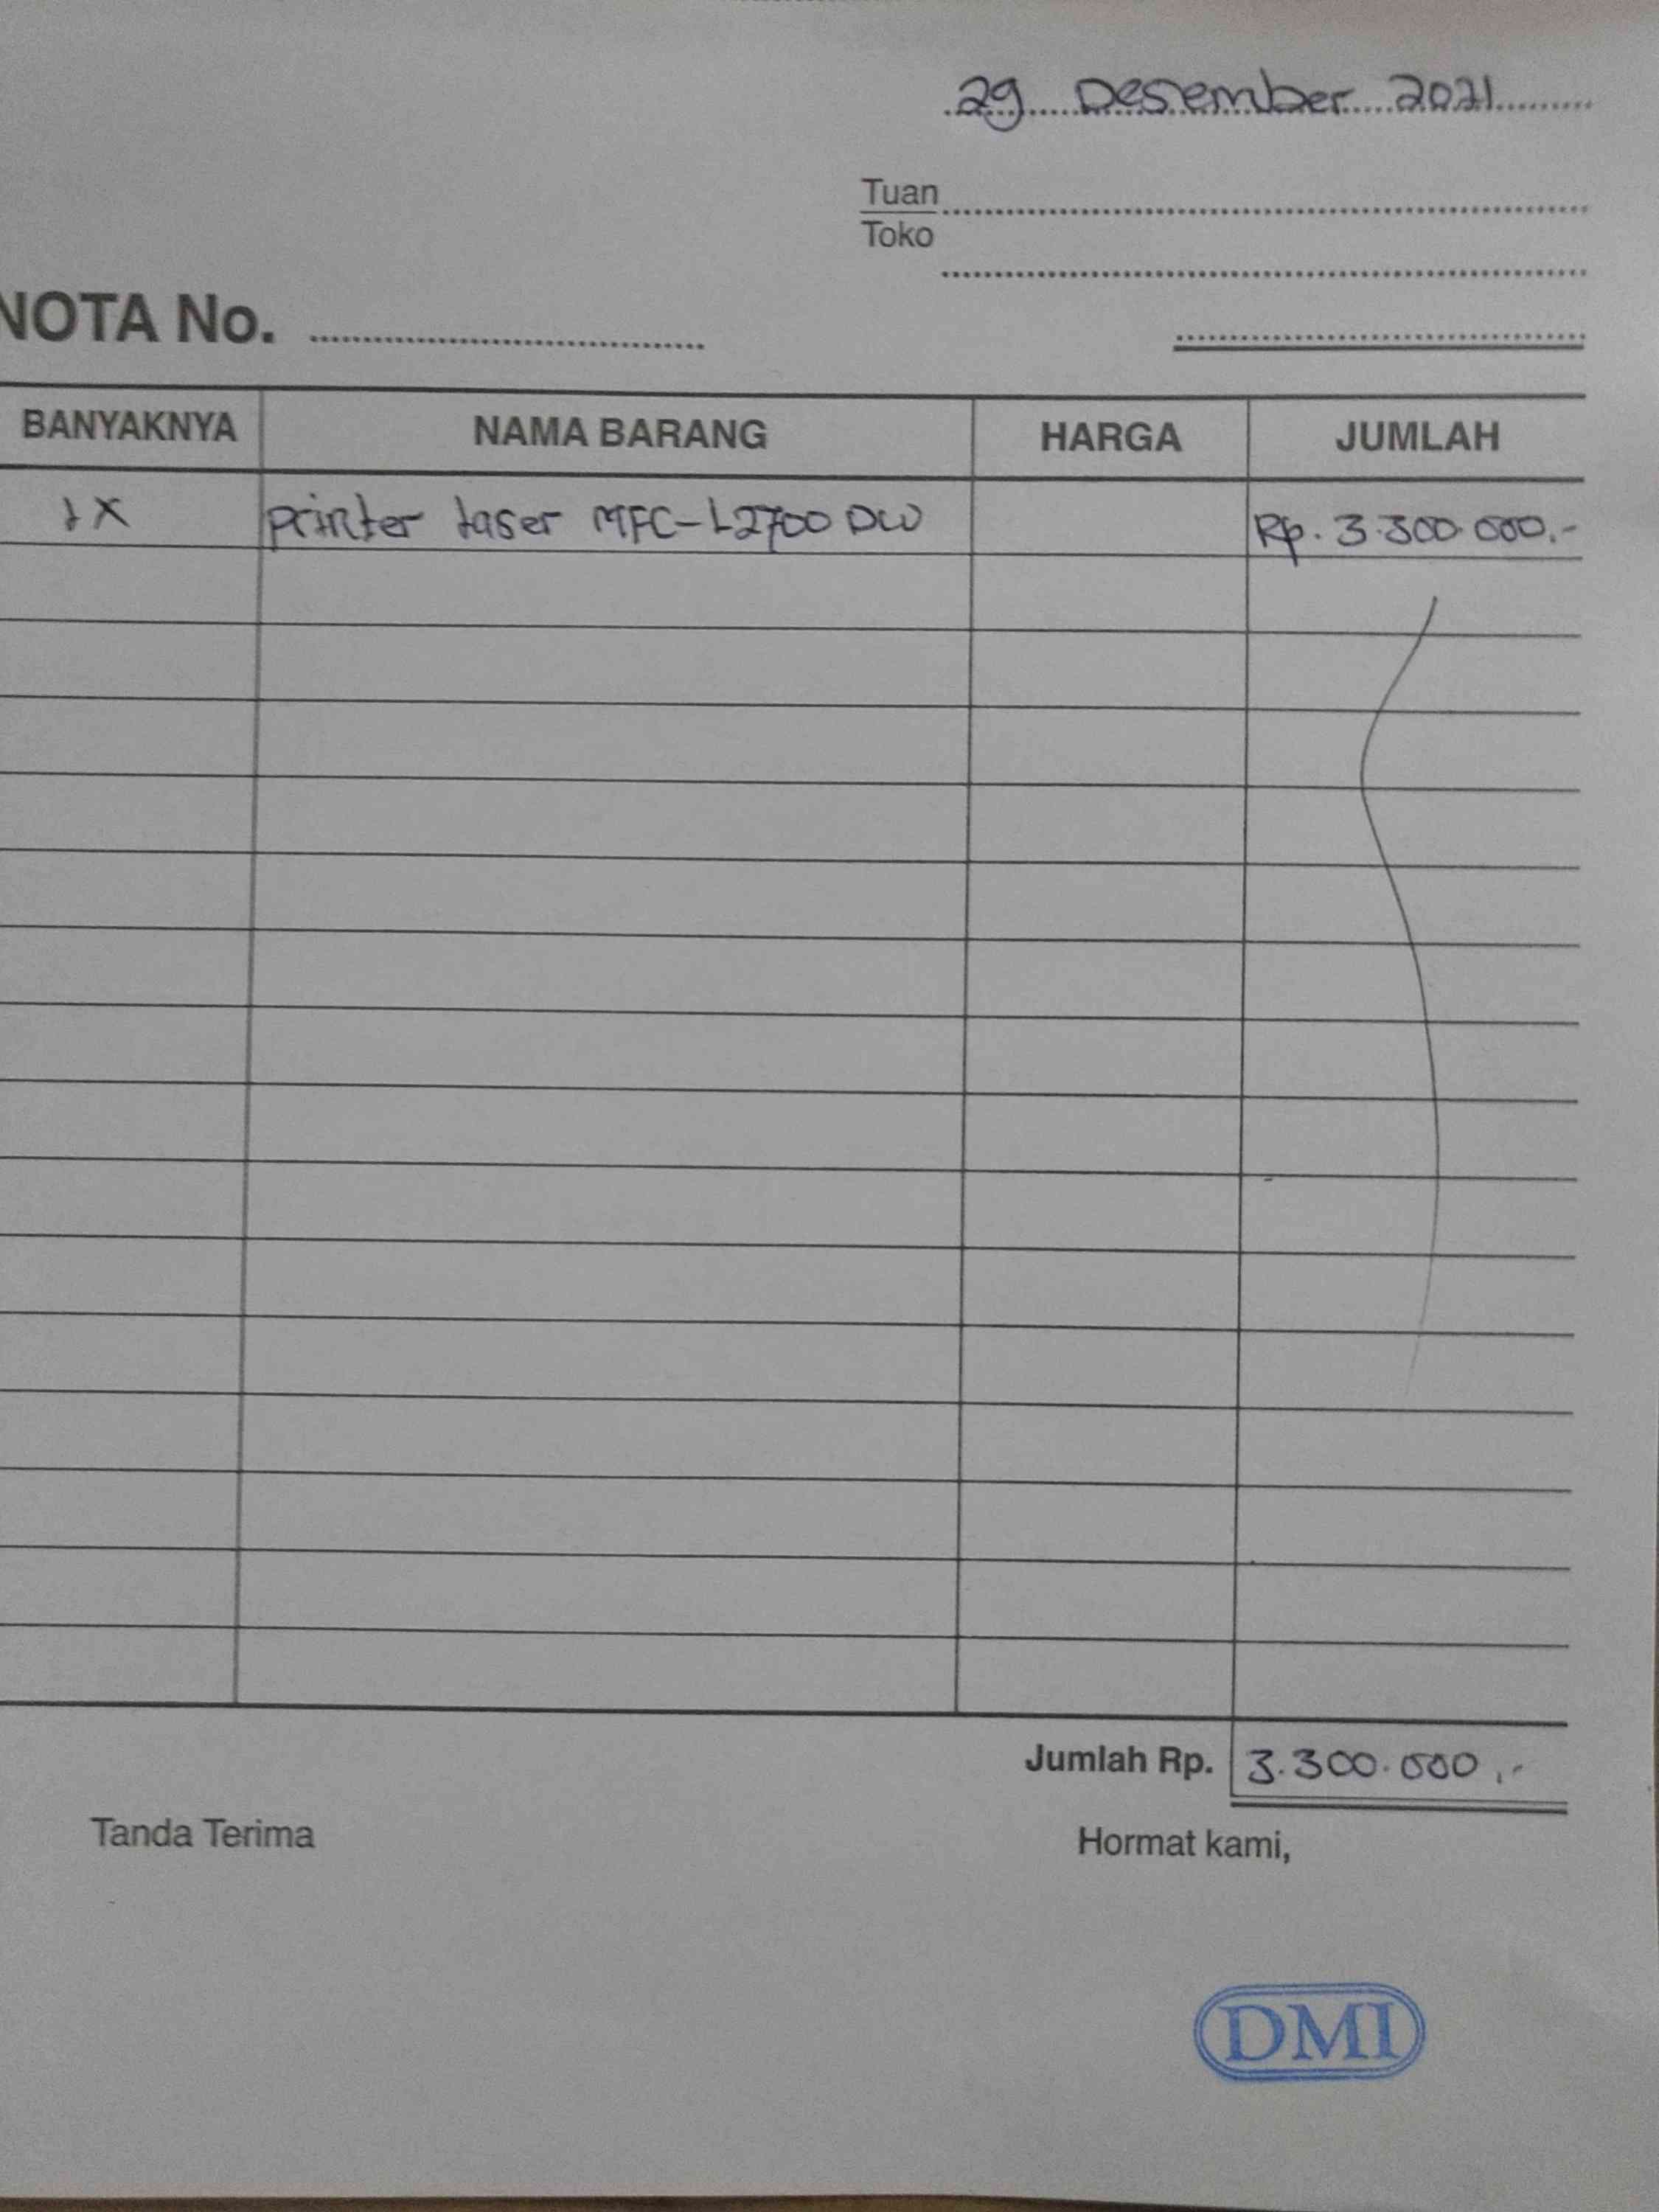 29 Desember 2021
Tuan
Toko
NOTA No.
BANYAKNYA NAMA BARANG HARGA JUMLAH
1X printer laser MFC-L2700 DW Rp. 3.300.000.-
Jumlah Rp. 3.300.000,-
Tanda Terima Hormat kami,
DMI